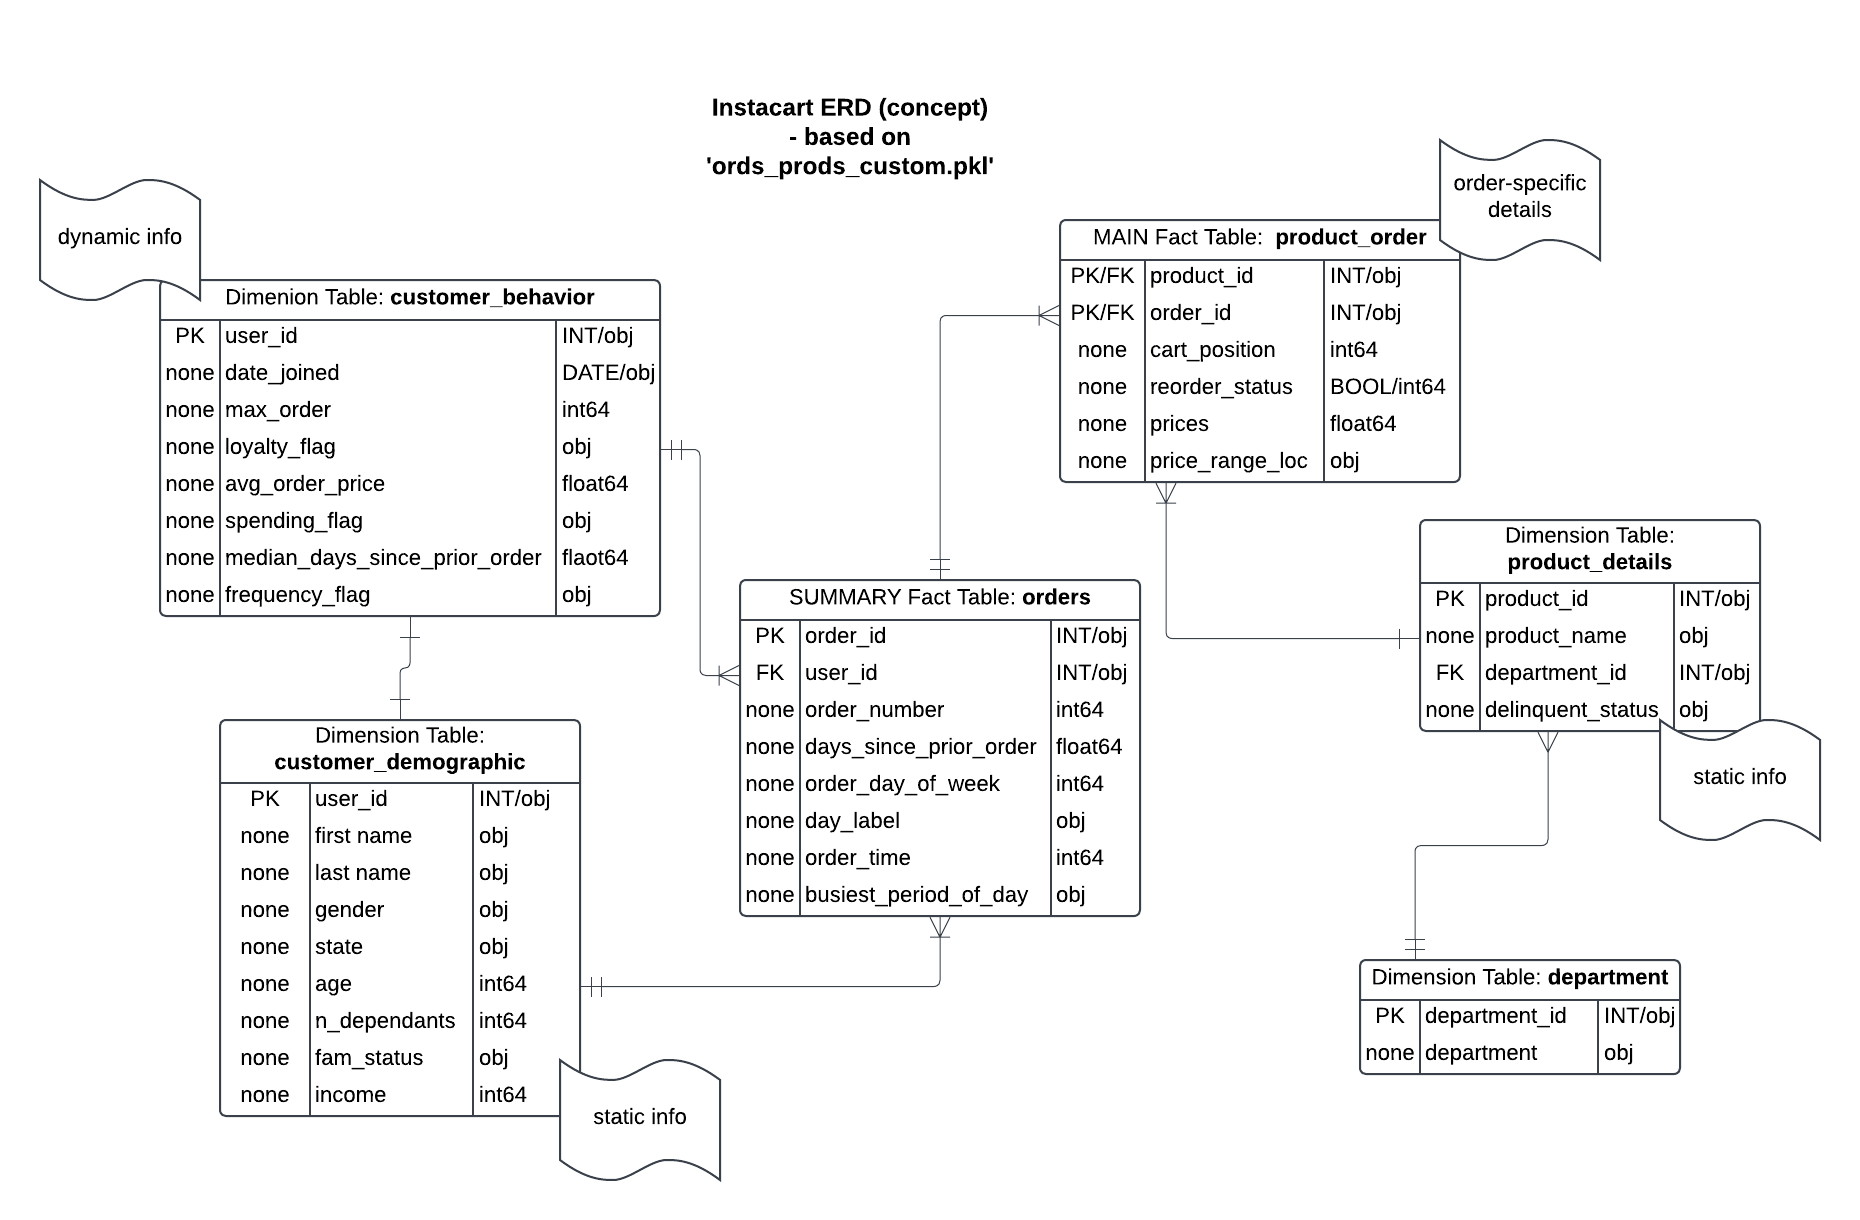 Instacart ERD (concept)
- based on
'ords_prods_custom.pkl'
dynamic info
Dimenion Table: customer_behavior
PK user_id INT/obj
none date_joined DATE/obj
none max_order int64
none loyalty_flag obj
none avg_order_price float64
none spending_flag obj
none median_days_since_prior_order flaot64
none frequency_flag obj
order-specific
details
MAIN Fact Table: product_order
PK/FK product_id INT/obj
PK/FK order_id INT/obj
none cart_position int64
none reorder_status BOOL/int64
none prices float64
none price_range_loc obj
Dimension Table:
product_details
PK product_id INT/obj
none product_name obj
FK department_id INT/obj
none delinquent_status obj
static info
SUMMARY Fact Table: orders
PK order_id INT/obj
FK user_id INT/obj
none order_number int64
none days_since_prior_order float64
none order_day_of_week int64
none day_label obj
none order_time int64
none busiest_period_of_day obj
Dimension Table:
customer_demographic
PK user_id INT/obj
none first name obj
none last name obj
none gender obj
none state obj
none age int64
none n_dependants int64
none fam_status obj
none income int64
static info
Dimension Table: department
PK department_id INT/obj
none department obj